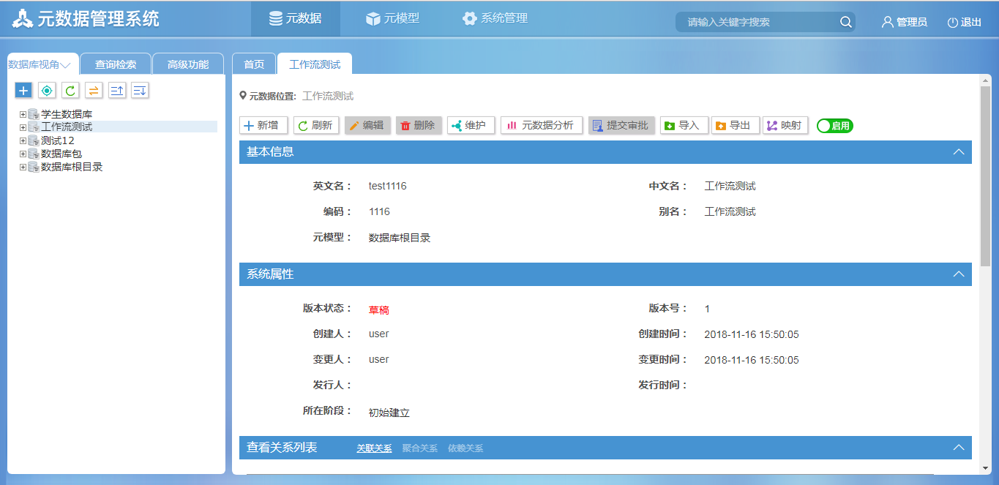 元数据管理系统 元数据 元模型 系统管理 请输入关键字搜索 管理员 退出
数据库视角 查询检索 高级功能 首页 工作流测试
元数据位置: 工作流测试
新增 刷新 编辑 删除 维护 元数据分析 提交审批 导入 导出 映射 启用
学生数据库
工作流测试
测试12
数据库包
数据库根目录
基本信息
英文名： test1116 中文名： 工作流测试
编码： 1116 别名： 工作流测试
元模型： 数据库根目录
系统属性
版本状态： 草稿 版本号： 1
创建人： user 创建时间： 2018-11-16 15:50:05
变更人： user 变更时间： 2018-11-16 15:50:05
发行人： 发行时间：
所在阶段： 初始建立
查看关系列表 关联关系 聚合关系 依赖关系